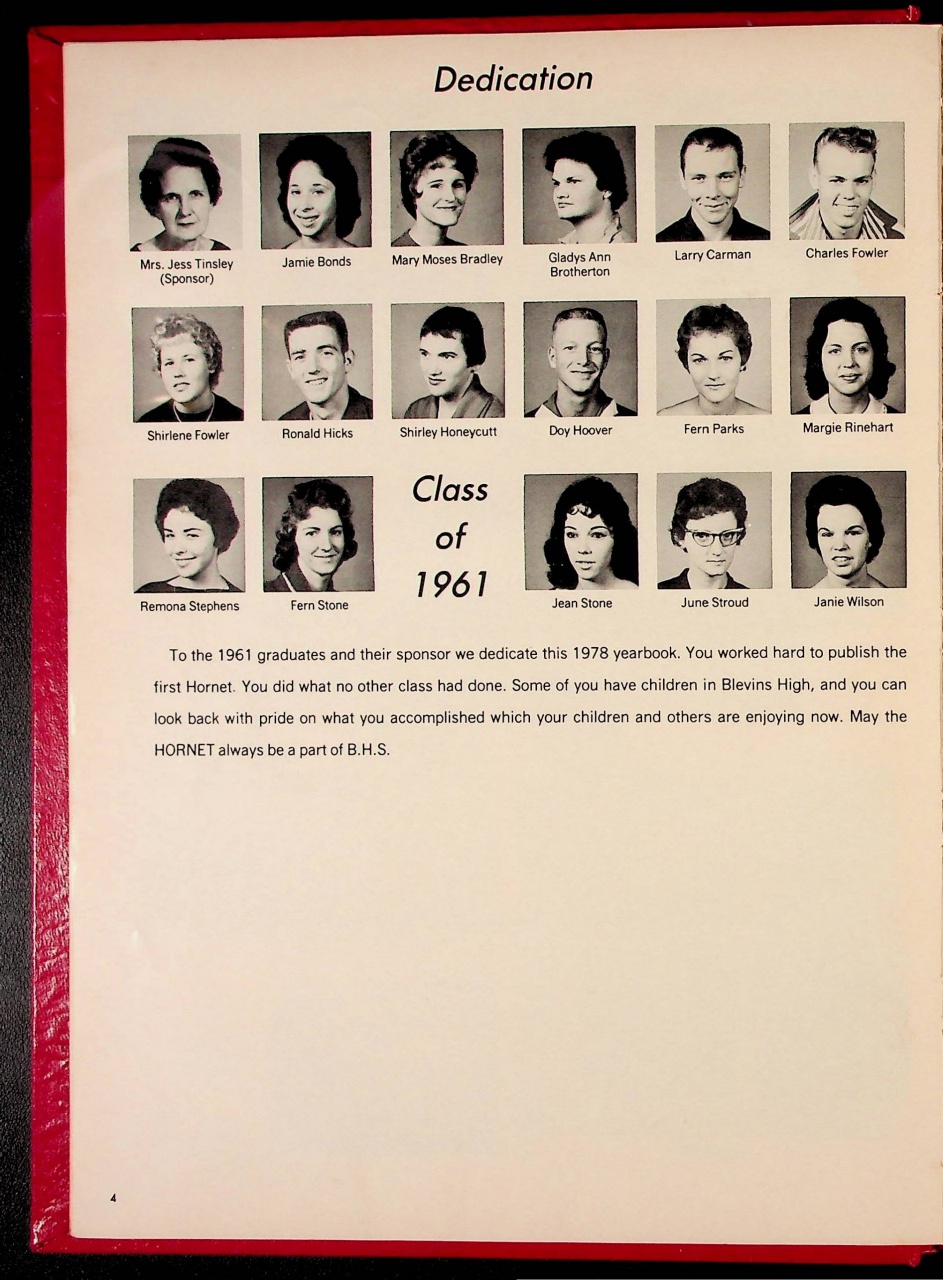 Dedication
Mrs. Jess Tinsley
(Sponsor)
Jamie Bonds
Mary Moses Bradley
Gladys Ann
Brotherton
Larry Carman
Charles Fowler
Shirlene Fowler
Ronald Hicks
Shirley Honeycutt
Doy Hoover
Fern Parks
Margie Rinehart
Class
of
1961
Remona Stephens
Fern Stone
Jean Stone
June Stroud
Janie Wilson
To the 1961 graduates and their sponsor we dedicate this 1978 yearbook. You worked hard to publish the
first Hornet. You did what no other class had done. Some of you have children in Blevins High, and you can
look back with pride on what you accomplished which your children and others are enjoying now. May the
HORNET always be a part of B.H.S.
4